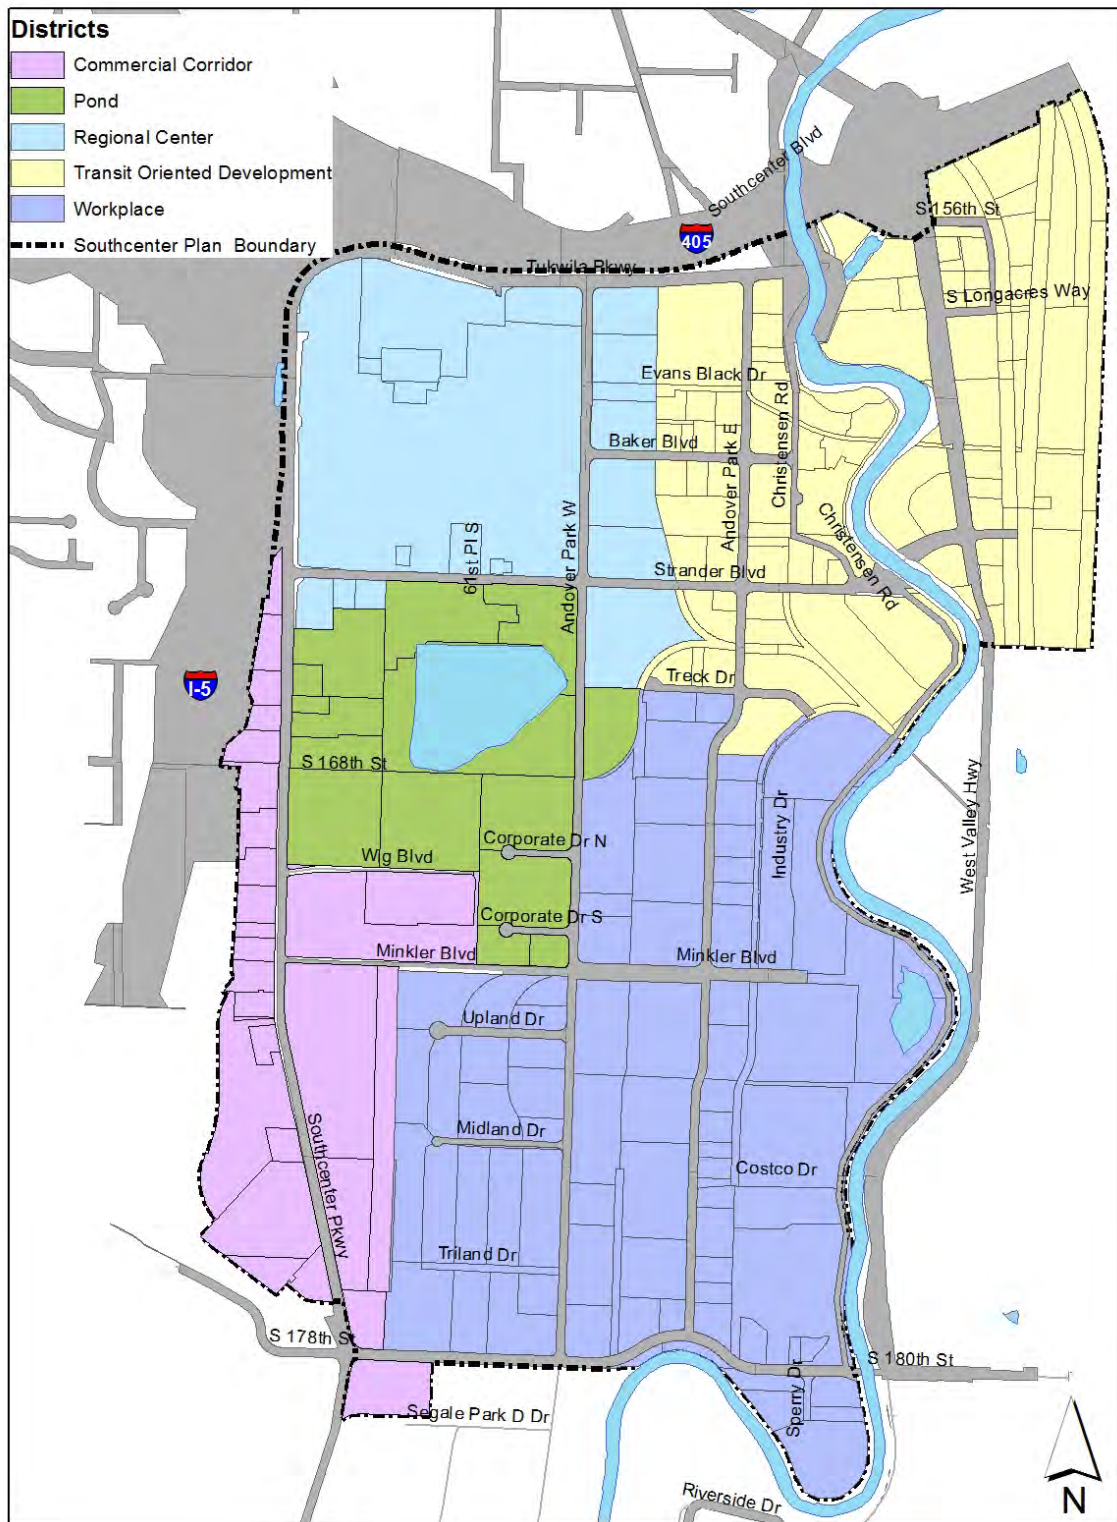 Districts
Commercial Corridor
Pond
Regional Center
Transit Oriented Development
Workplace
Southcenter Plan Boundary
Southcenter Blvd
405
S 156th St
Tukwila Pkwy
S Longacres Way
Evans Black Dr
Christensen Rd
Baker Blvd
Andover Park E
61st Pl S
Andover Park W
Christensen Rd
Strander Blvd
I-5
Treck Dr
S 168th St
West Valley Hwy
Industry Dr
Corporate Dr N
Wig Blvd
Corporate Dr S
Minkler Blvd
Minkler Blvd
Upland Dr
Midland Dr
Southcenter Pkwy
Costco Dr
Triland Dr
S 178th S
S 180th St
Sperry Dr
Segale Park D Dr
Riverside Dr
N